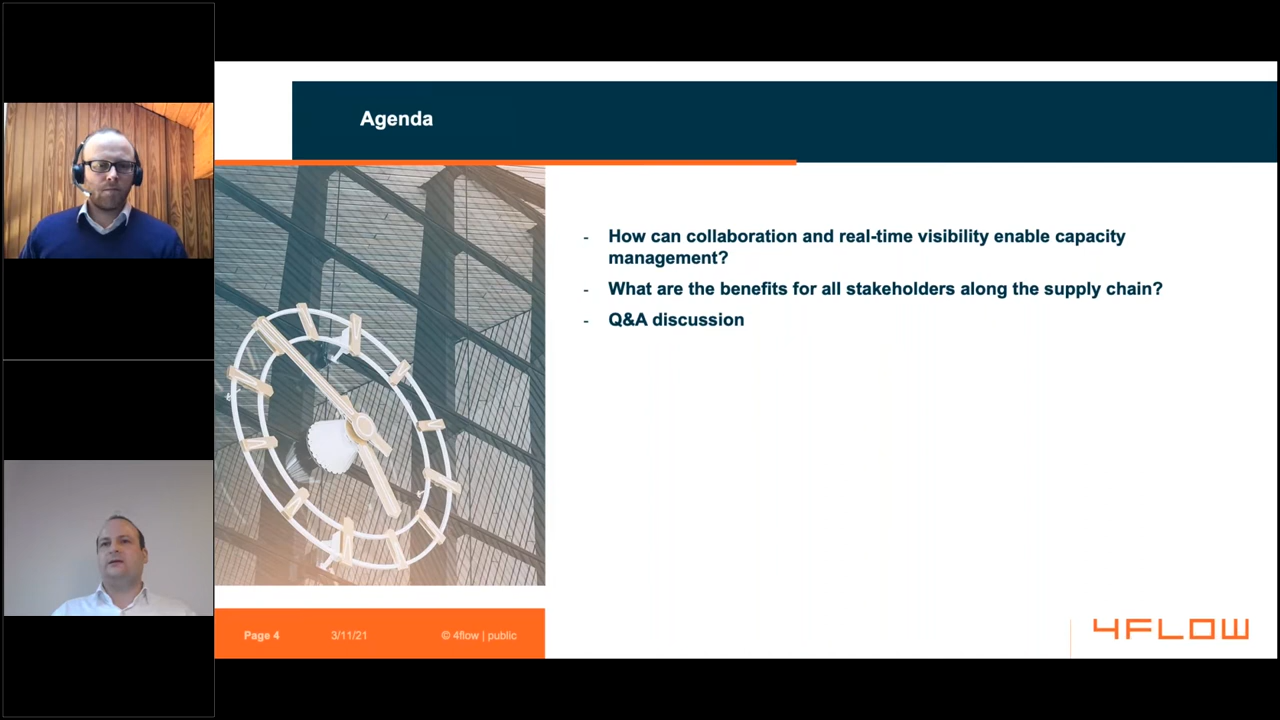 Agenda
- How can collaboration and real-time visibility enable capacity
management?
- What are the benefits for all stakeholders along the supply chain?
- Q&A discussion
Page 4 3/11/21 © 4flow | public
4FLOW